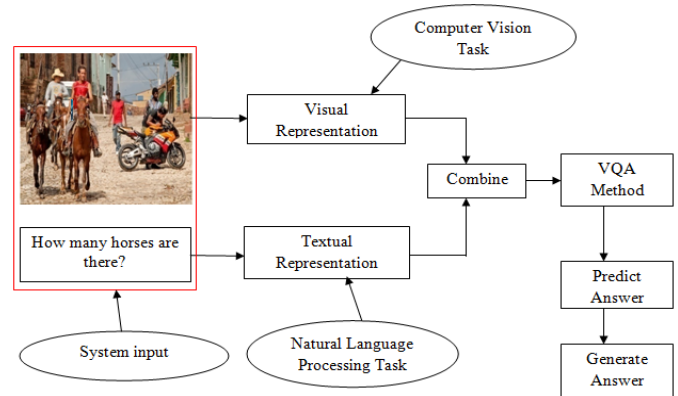 Computer Vision
Task
Visual
Representation
Combine
VQA
Method
How many horses are
there?
Textual
Representation
Predict
Answer
System input
Natural Language
Processing Task
Generate
Answer